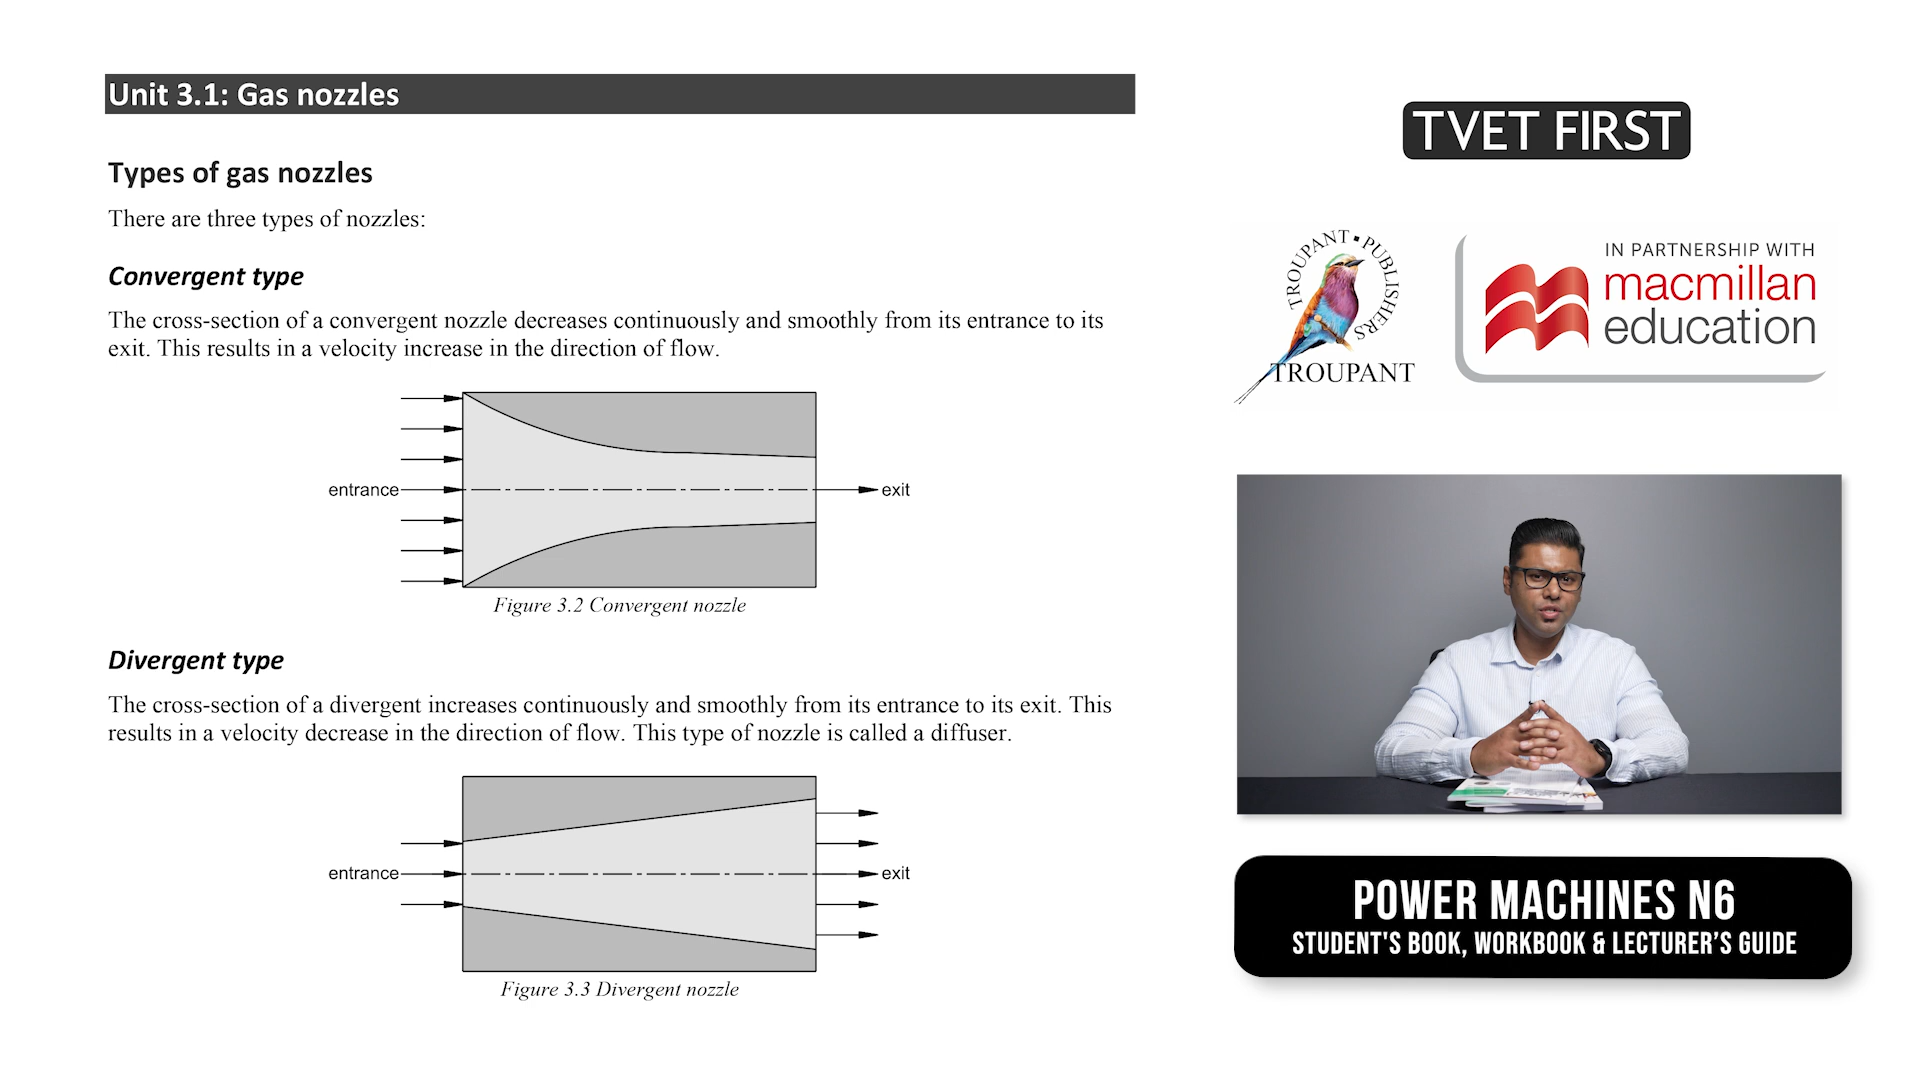 Unit 3.1: Gas nozzles
Types of gas nozzles
There are three types of nozzles:
Convergent type
The cross-section of a convergent nozzle decreases continuously and smoothly from its entrance to its
exit. This results in a velocity increase in the direction of flow.
entrance
exit
Figure 3.2 Convergent nozzle
Divergent type
The cross-section of a divergent increases continuously and smoothly from its entrance to its exit. This
results in a velocity decrease in the direction of flow. This type of nozzle is called a diffuser.
entrance
exit
Figure 3.3 Divergent nozzle
TVET FIRST
TROUPANT • PUBLISHERS
TROUPANT
IN PARTNERSHIP WITH
macmillan
education
POWER MACHINES N6
STUDENT'S BOOK, WORKBOOK & LECTURER’S GUIDE